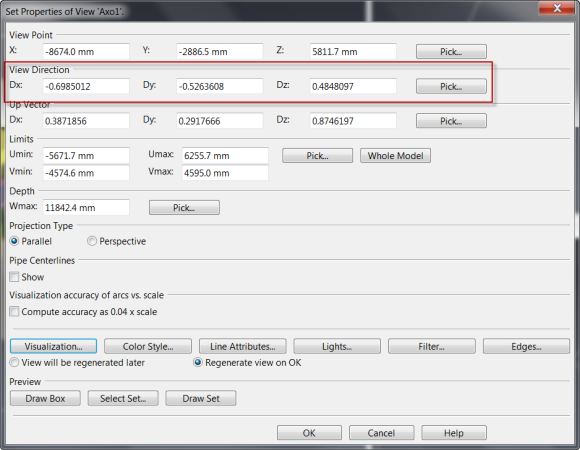 Set Properties of View 'Axo1'.
View Point
X: -8674.0 mm Y: -2886.5 mm Z: 5811.7 mm Pick...
View Direction
Dx: -0.6985012 Dy: -0.5263608 Dz: 0.4848097 Pick...
Up Vector
Dx: 0.3871856 Dy: 0.2917666 Dz: 0.8746197 Pick...
Limits
Umin: -5671.7 mm Umax: 6255.7 mm Pick... Whole Model
Vmin: -4574.6 mm Vmax: 4595.0 mm
Depth
Wmax: 11842.4 mm Pick...
Projection Type
Parallel Perspective
Pipe Centerlines
Show
Visualization accuracy of arcs vs. scale
Compute accuracy as 0.04 x scale
Visualization... Color Style... Line Attributes... Lights... Filter... Edges...
View will be regenerated later Regenerate view on OK
Preview
Draw Box Select Set... Draw Set
OK Cancel Help